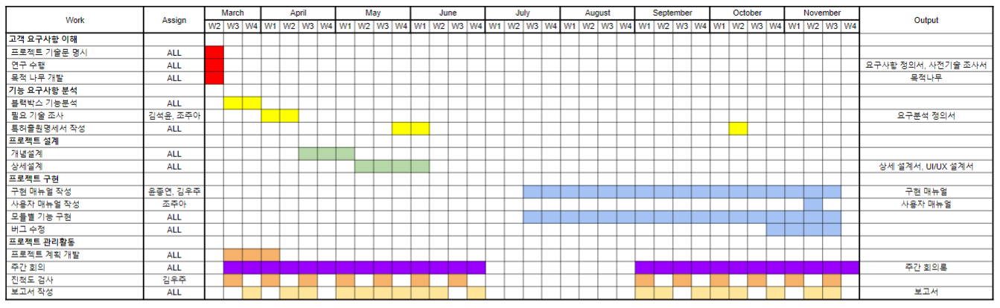 Work Assign March April May June July August September October November Output
W2 W3 W4 W1 W2 W3 W4 W1 W2 W3 W4 W1 W2 W3 W4 W1 W2 W3 W4 W1 W2 W3 W4 W1 W2 W3 W4 W1 W2 W3 W4 W1 W2 W3 W4
고객 요구사항 이해
프로젝트 기술문 명시 ALL
연구 수행 ALL 요구사항 정의서, 사전기술 조사서
목적 나무 개발 ALL 목적나무
기능 요구사항 분석
블랙박스 기능분석 ALL
필요 기술 조사 김석윤, 조주아 요구분석 정의서
특허출원명세서 작성 ALL
프로젝트 설계
개념설계 ALL
상세설계 ALL 상세 설계서, UI/UX 설계서
프로젝트 구현
구현 매뉴얼 작성 윤종연, 김우주 구현 매뉴얼
사용자 매뉴얼 작성 조주아 사용자 매뉴얼
모듈별 기능 구현 ALL
버그 수정 ALL
프로젝트 관리활동
프로젝트 계획 개발 ALL
주간 회의 ALL 주간 회의록
진척도 검사 김우주
보고서 작성 ALL 보고서